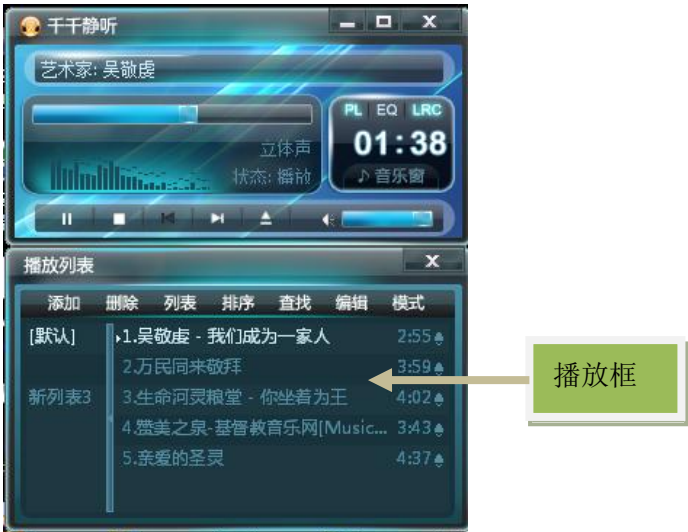 千千静听
艺术家: 吴敬虔
PL EQ LRC
01:38
立体声
状态: 播放
音乐窗
播放列表
添加 删除 列表 排序 查找 编辑 模式
[默认]
新列表3
1.吴敬虔 - 我们成为一家人 2:55
2.万民同来敬拜 3:59
3.生命河灵粮堂 - 你坐着为王 4:02
4.赞美之泉-基督教音乐网[Music... 3:43
5.亲爱的圣灵 4:37
播放框